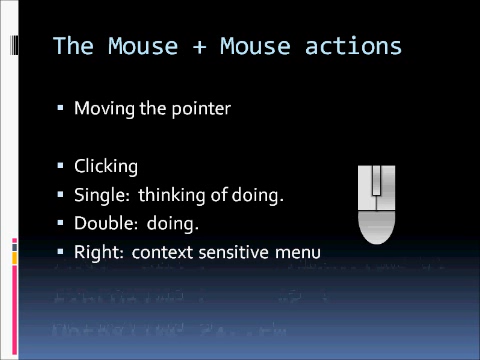 The Mouse + Mouse actions
Moving the pointer
Clicking
Single: thinking of doing.
Double: doing.
Right: context sensitive menu